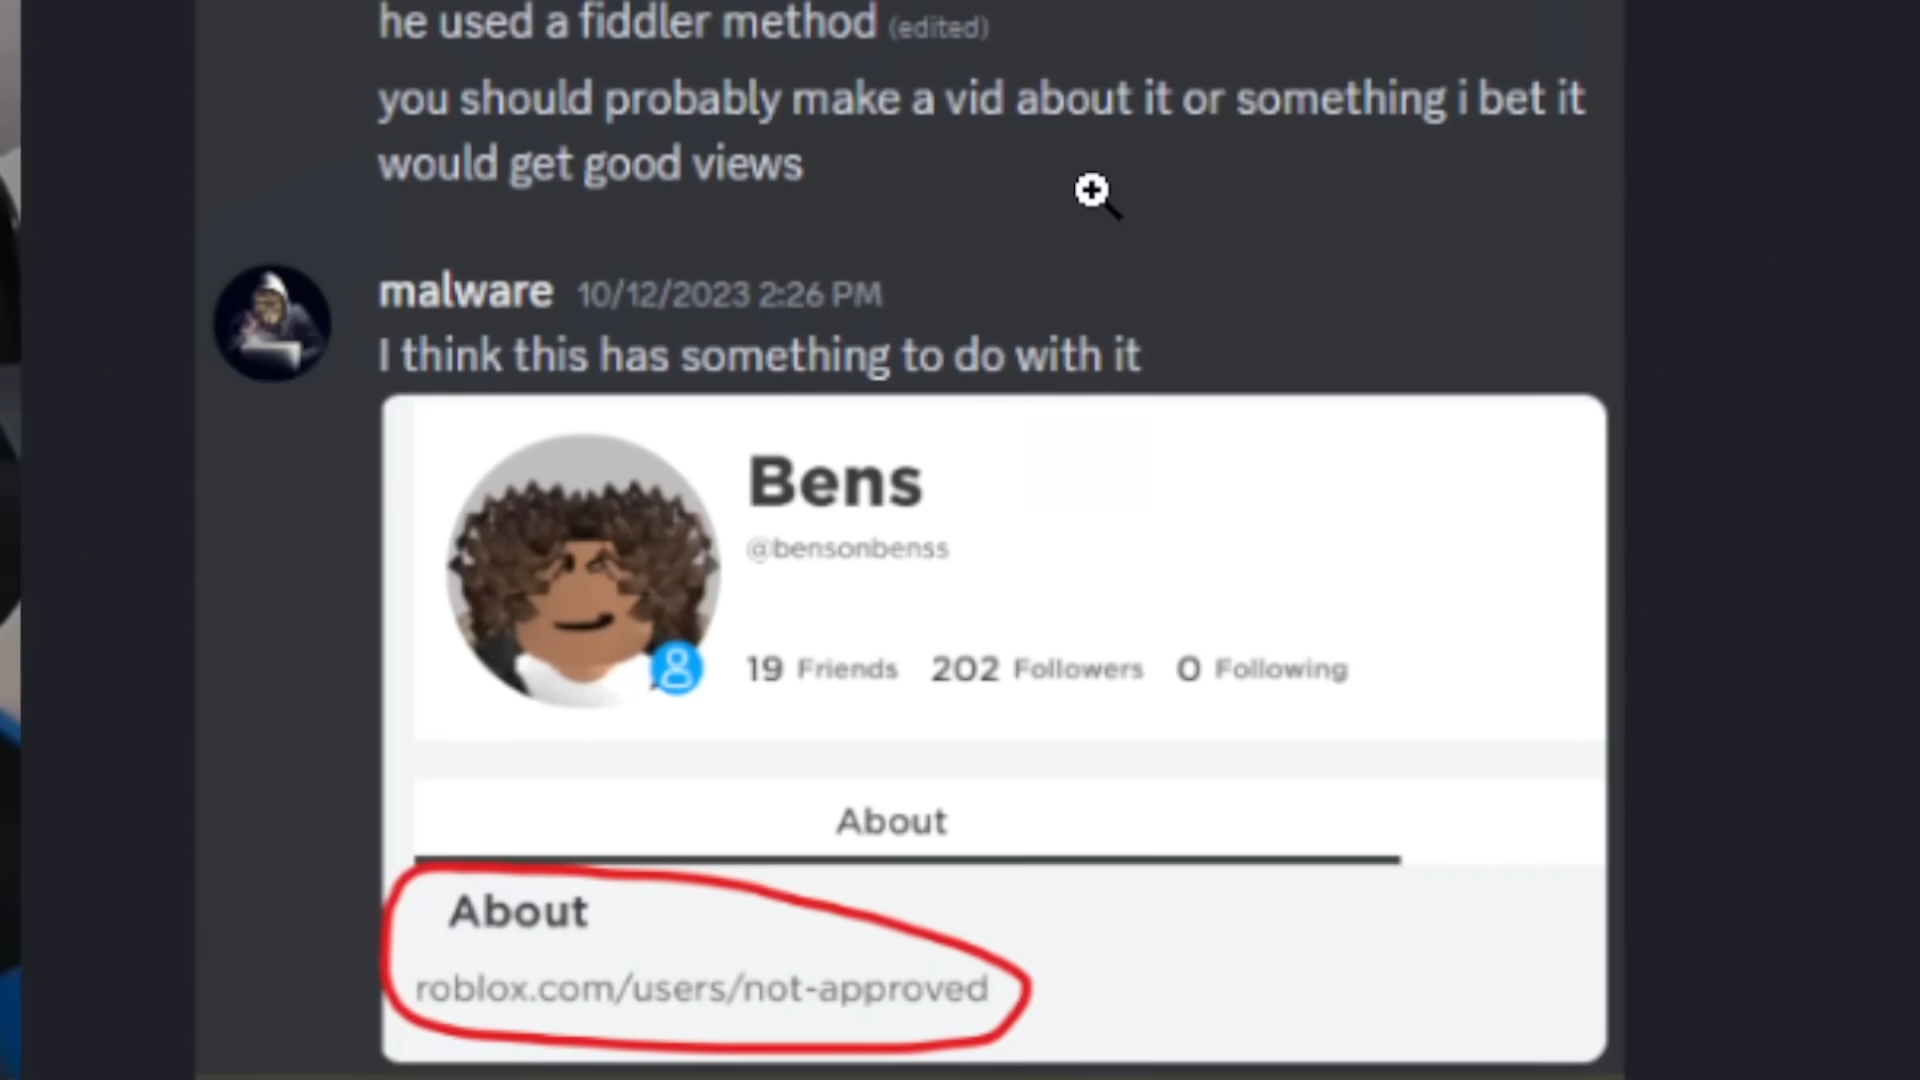 he used a fiddler method (edited)
you should probably make a vid about it or something i bet it
would get good views
malware 10/12/2023 2:26 PM
I think this has something to do with it
Bens
@bensonbenss
19 Friends 202 Followers 0 Following
About
About
roblox.com/users/not-approved